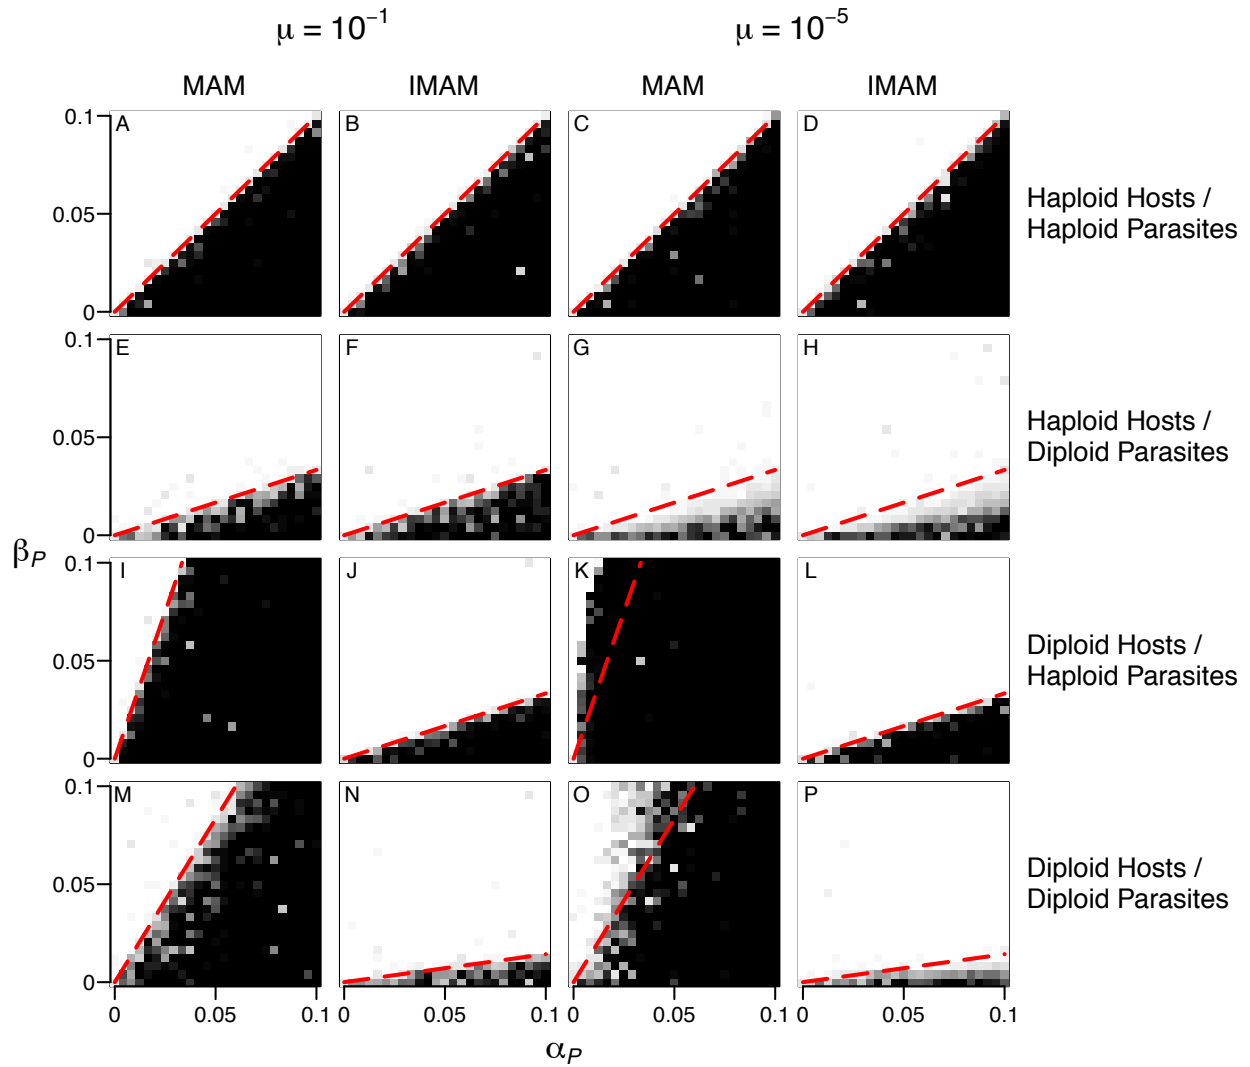 μ = 10⁻¹ μ = 10⁻⁵
MAM IMAM MAM IMAM
A B C D
0.1
0.05
0
Haploid Hosts /
Haploid Parasites
E F G H
0.1
0.05
0
Haploid Hosts /
Diploid Parasites
βP
I J K L
0.1
0.05
0
Diploid Hosts /
Haploid Parasites
M N O P
0.1
0.05
0
Diploid Hosts /
Diploid Parasites
0 0.05 0.1 0 0.05 0.1 0 0.05 0.1 0 0.05 0.1
αP